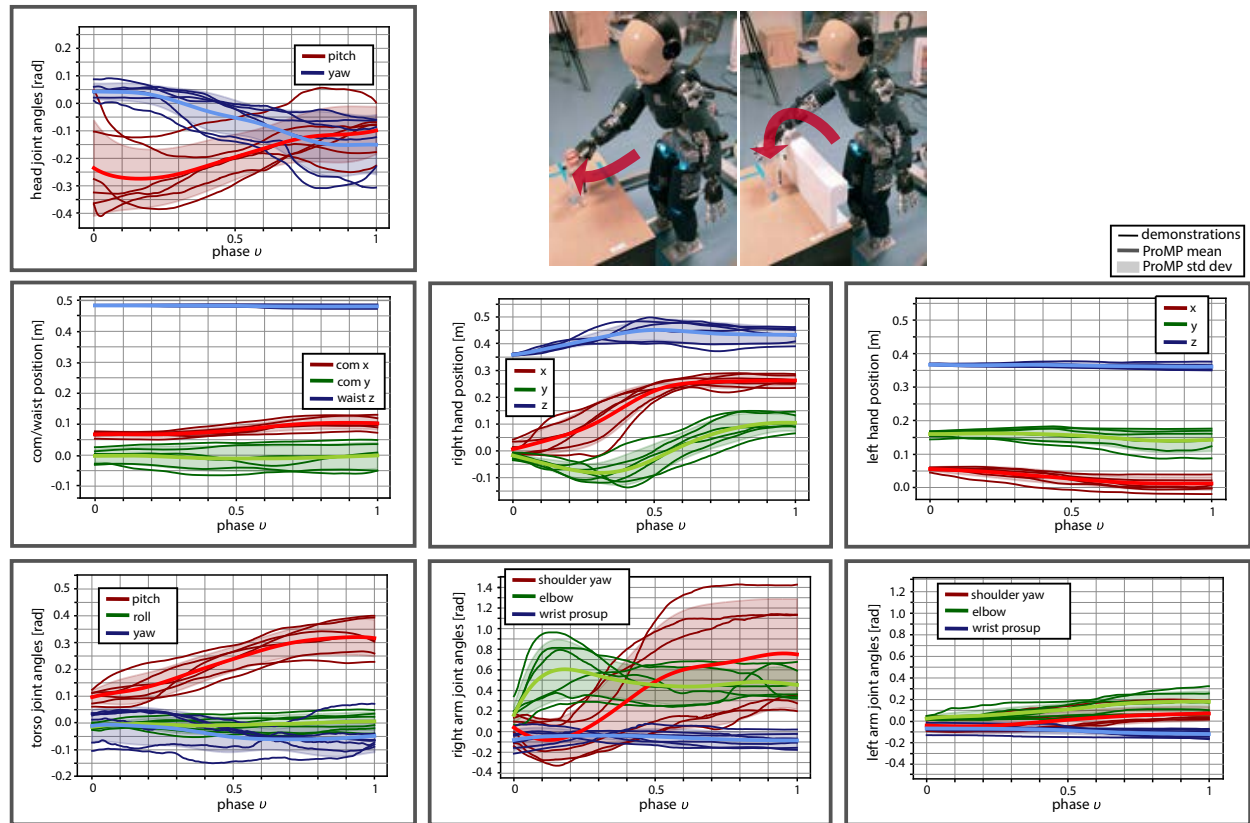 head joint angles [rad]
0.2
0.1
0.0
-0.1
-0.2
-0.3
-0.4
pitch
yaw
0
0.5
1
phase υ
demonstrations
ProMP mean
ProMP std dev
com/waist position [m]
0.5
0.4
0.3
0.2
0.1
0.0
-0.1
com x
com y
waist z
0
0.5
1
phase υ
right hand position [m]
0.5
0.4
0.3
0.2
0.1
0.0
-0.1
x
y
z
0
0.5
1
phase υ
left hand position [m]
0.5
0.4
0.3
0.2
0.1
0.0
x
y
z
0
0.5
1
phase υ
torso joint angles [rad]
0.5
0.4
0.3
0.2
0.1
0.0
-0.1
-0.2
pitch
roll
yaw
0
0.5
1
phase υ
right arm joint angles [rad]
1.4
1.2
1.0
0.8
0.6
0.4
0.2
0.0
-0.2
-0.4
shoulder yaw
elbow
wrist prosup
0
0.5
1
phase υ
left arm joint angles [rad]
1.2
1.0
0.8
0.6
0.4
0.2
0.0
-0.2
-0.4
shoulder yaw
elbow
wrist prosup
0
0.5
1
phase υ